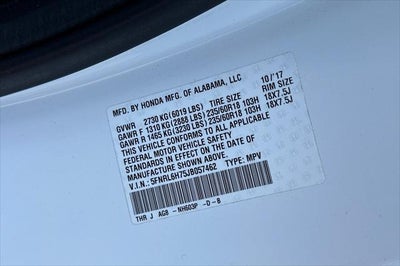 MFD. BY HONDA MFG. OF ALABAMA, LLC 10/'17
GVWR 2730 KG (6019 LBS) TIRE SIZE RIM SIZE
GAWR F 1310 KG (2888 LBS) 235/60R18 103H 18X7.5J
GAWR R 1465 KG (3230 LBS) 235/60R18 103H 18X7.5J
THIS VEHICLE CONFORMS TO ALL APPLICABLE
FEDERAL MOTOR VEHICLE SAFETY
STANDARDS IN EFFECT ON THE DATE OF
MANUFACTURE SHOWN ABOVE.
V.I.N.: 5FNRL6H75JB057462 TYPE: MPV
THR J AG8 -NH603P -D-B